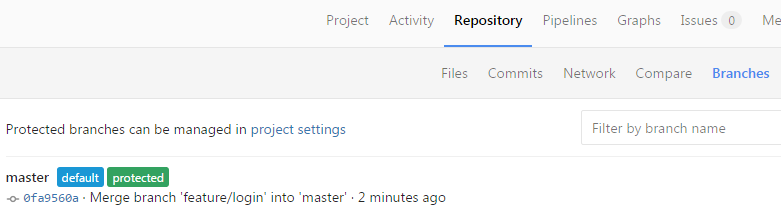 Project Activity Repository Pipelines Graphs Issues 0 Me
Files Commits Network Compare Branches
Protected branches can be managed in project settings
Filter by branch name
master default protected
0fa9560a · Merge branch 'feature/login' into 'master' · 2 minutes ago